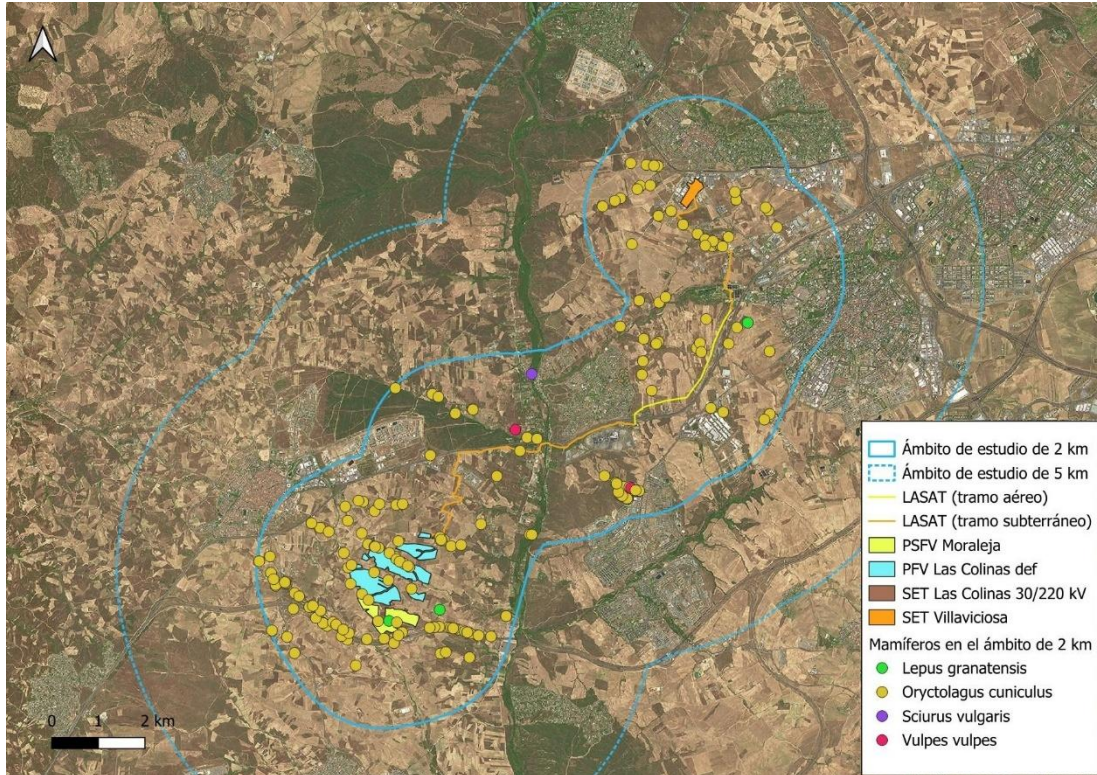 Ámbito de estudio de 2 km
Ámbito de estudio de 5 km
LASAT (tramo aéreo)
LASAT (tramo subterráneo)
PSFV Moraleja
PFV Las Colinas def
SET Las Colinas 30/220 kV
SET Villaviciosa
Mamíferos en el ámbito de 2 km
Lepus granatensis
Oryctolagus cuniculus
Sciurus vulgaris
Vulpes vulpes
0 1 2 km